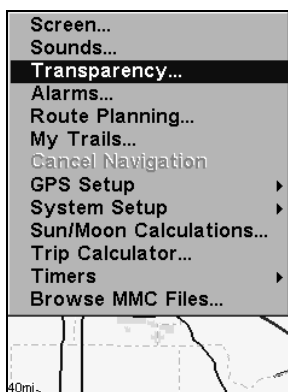 Screen...
Sounds...
Transparency...
Alarms...
Route Planning...
My Trails...
Cancel Navigation
GPS Setup
System Setup
Sun/Moon Calculations...
Trip Calculator...
Timers
Browse MMC Files...
40mi